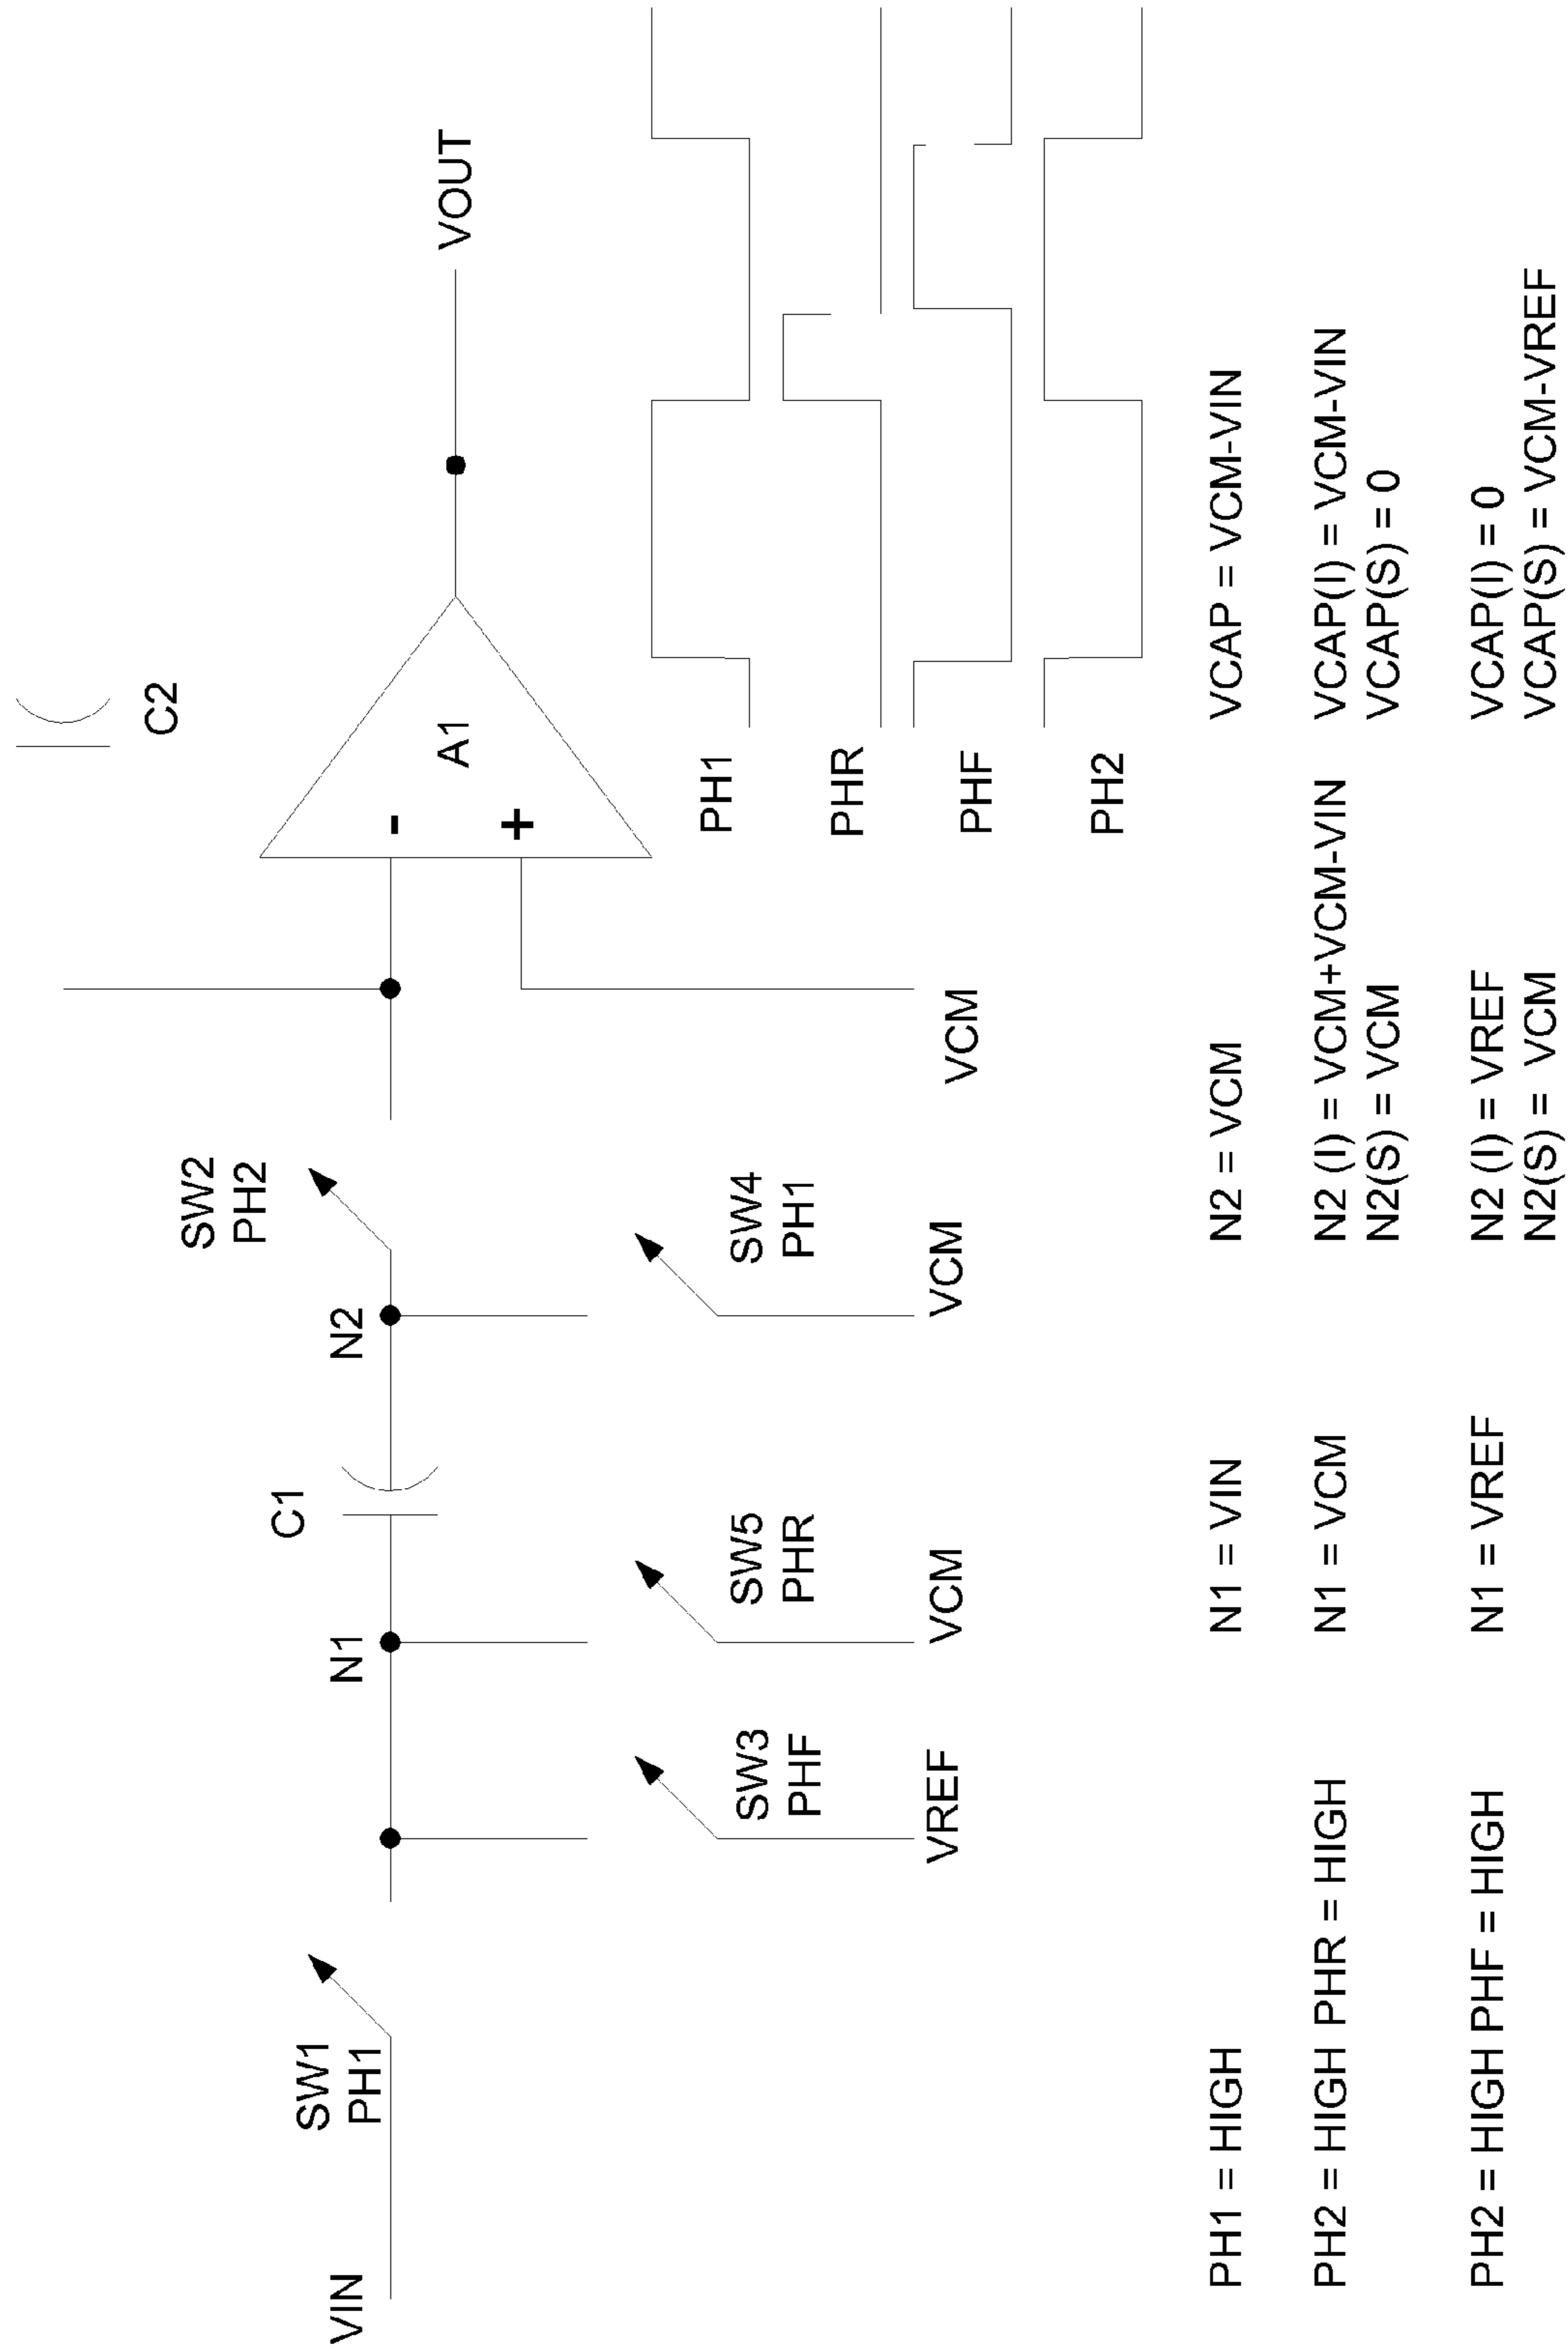 C2
SW1
PH1
C1
SW2
PH2
VIN
N1
N2
-
A1
VOUT
+
SW3
PHF
SW5
PHR
SW4
PH1
VREF
VCM
VCM
VCM
PH1
PHR
PHF
PH2
PH1 = HIGH N1 = VIN N2 = VCM VCAP = VCM-VIN
PH2 = HIGH PHR = HIGH N1 = VCM N2 (I) = VCM+VCM-VIN VCAP(I) = VCM-VIN
N2(S) = VCM VCAP(S) = 0
PH2 = HIGH PHF = HIGH N1 = VREF N2 (I) = VREF VCAP(I) = 0
N2(S) = VCM VCAP(S) = VCM-VREF